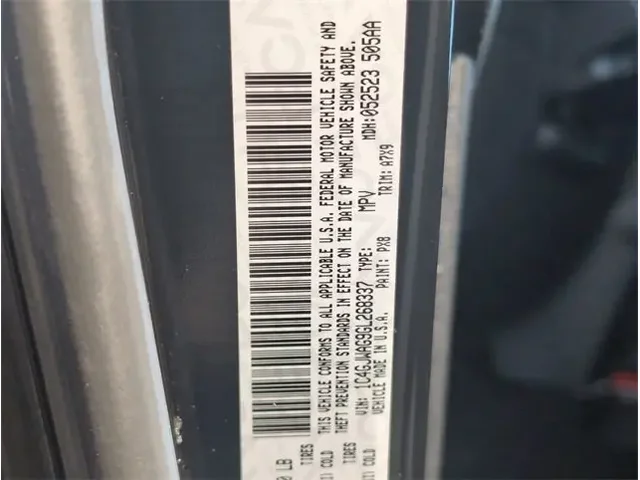 0 LB
TIRES
(I) COLD
TIRES
(I) COLD
THIS VEHICLE CONFORMS TO ALL APPLICABLE U.S.A. FEDERAL MOTOR VEHICLE SAFETY AND
THEFT PREVENTION STANDARDS IN EFFECT ON THE DATE OF MANUFACTURE SHOWN ABOVE.
VIN: 1C4GJWAG9GL268337 TYPE: MPV MDH:052523 505AA
VEHICLE MADE IN U.S.A. PAINT: PX8 TRIM: A7X9